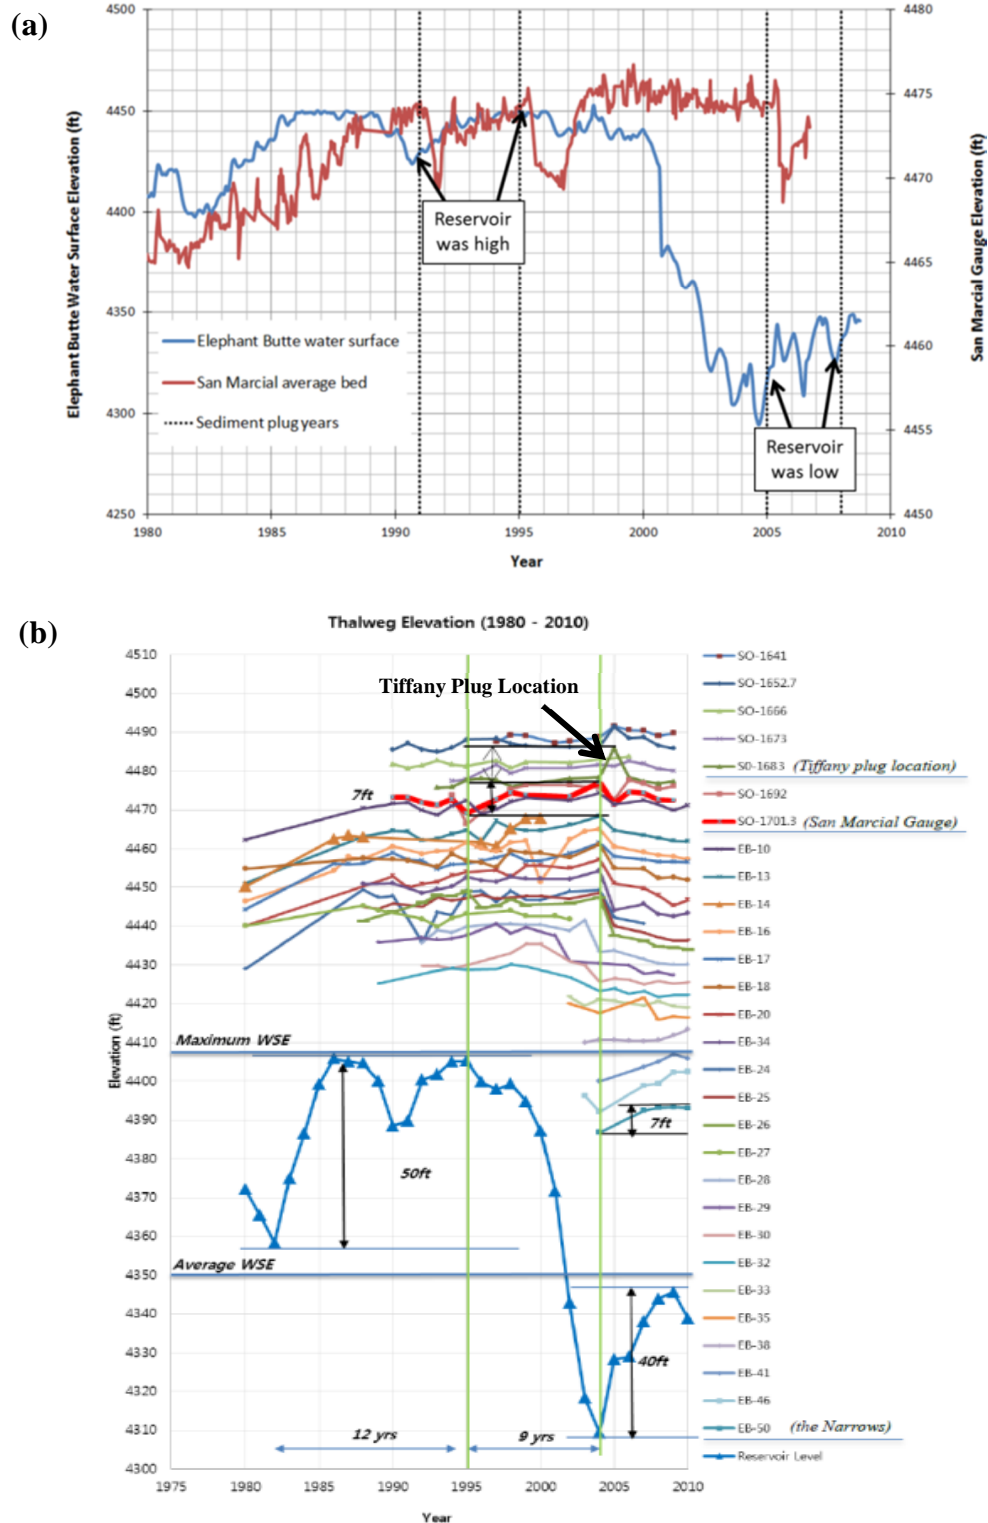 (a)
4500
4450
4400
4350
4300
4250
4480
4475
4470
4465
4460
4455
4450
Elephant Butte Water Surface Elevation (ft)
San Marcial Gauge Elevation (ft)
Reservoir
was high
Elephant Butte water surface
San Marcial average bed
Sediment plug years
Reservoir
was low
1980 1985 1990 1995 2000 2005 2010
Year
(b)
Thalweg Elevation (1980 - 2010)
4510
4500
4490
4480
4470
4460
4450
4440
4430
4420
4410
4400
4390
4380
4370
4360
4350
4340
4330
4320
4310
4300
Elevation (ft)
Tiffany Plug Location
7ft
Maximum WSE
7ft
50ft
Average WSE
40ft
12 yrs
9 yrs
1975 1980 1985 1990 1995 2000 2005 2010
Year
SO-1641
SO-1652.7
SO-1666
SO-1673
S0-1683 (Tiffany plug location)
SO-1692
SO-1701.3 (San Marcial Gauge)
EB-10
EB-13
EB-14
EB-16
EB-17
EB-18
EB-20
EB-34
EB-24
EB-25
EB-26
EB-27
EB-28
EB-29
EB-30
EB-32
EB-33
EB-35
EB-38
EB-41
EB-46
EB-50 (the Narrows)
Reservoir Level